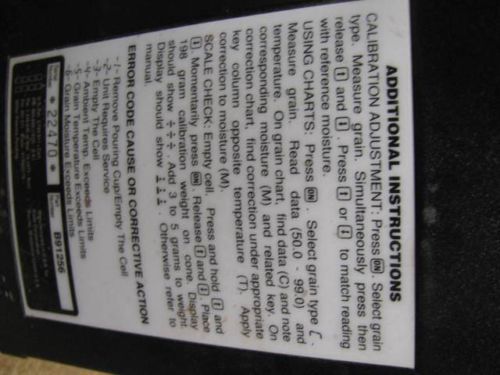 ADDITIONAL INSTRUCTIONS
CALIBRATION ADJUSTMENT: Press ON. Select grain
type. Measure grain. Simultaneously press then
release and . Press or to match reading
with reference moisture.
USING CHARTS: Press ON. Select grain type C.
Measure grain. Read data (50.0 - 99.0) and
temperature. On grain chart, find data (C) and note
corresponding moisture (M) and related key. On
correction chart, find correction under appropriate
key column opposite temperature (T). Apply
correction to moisture (M).
SCALE CHECK: Empty cell. Press and hold and
. Momentarily press ON. Release and . Place
198 gram calibration weight on cone. Display
should show . Add 3 to 5 grams to weight.
Display should show . Otherwise refer to
manual.
ERROR CODE CAUSE OR CORRECTIVE ACTION
-1- Remove Pouring Cup/Empty The Cell
-2- Unit Requires Service
-3- Empty The Cell
-4- Ambient Temp. Exceeds Limits
-5- Grain Temperature Exceeds Limits
-6- Grain Moisture Exceeds Limits
* 22470 *
B91256